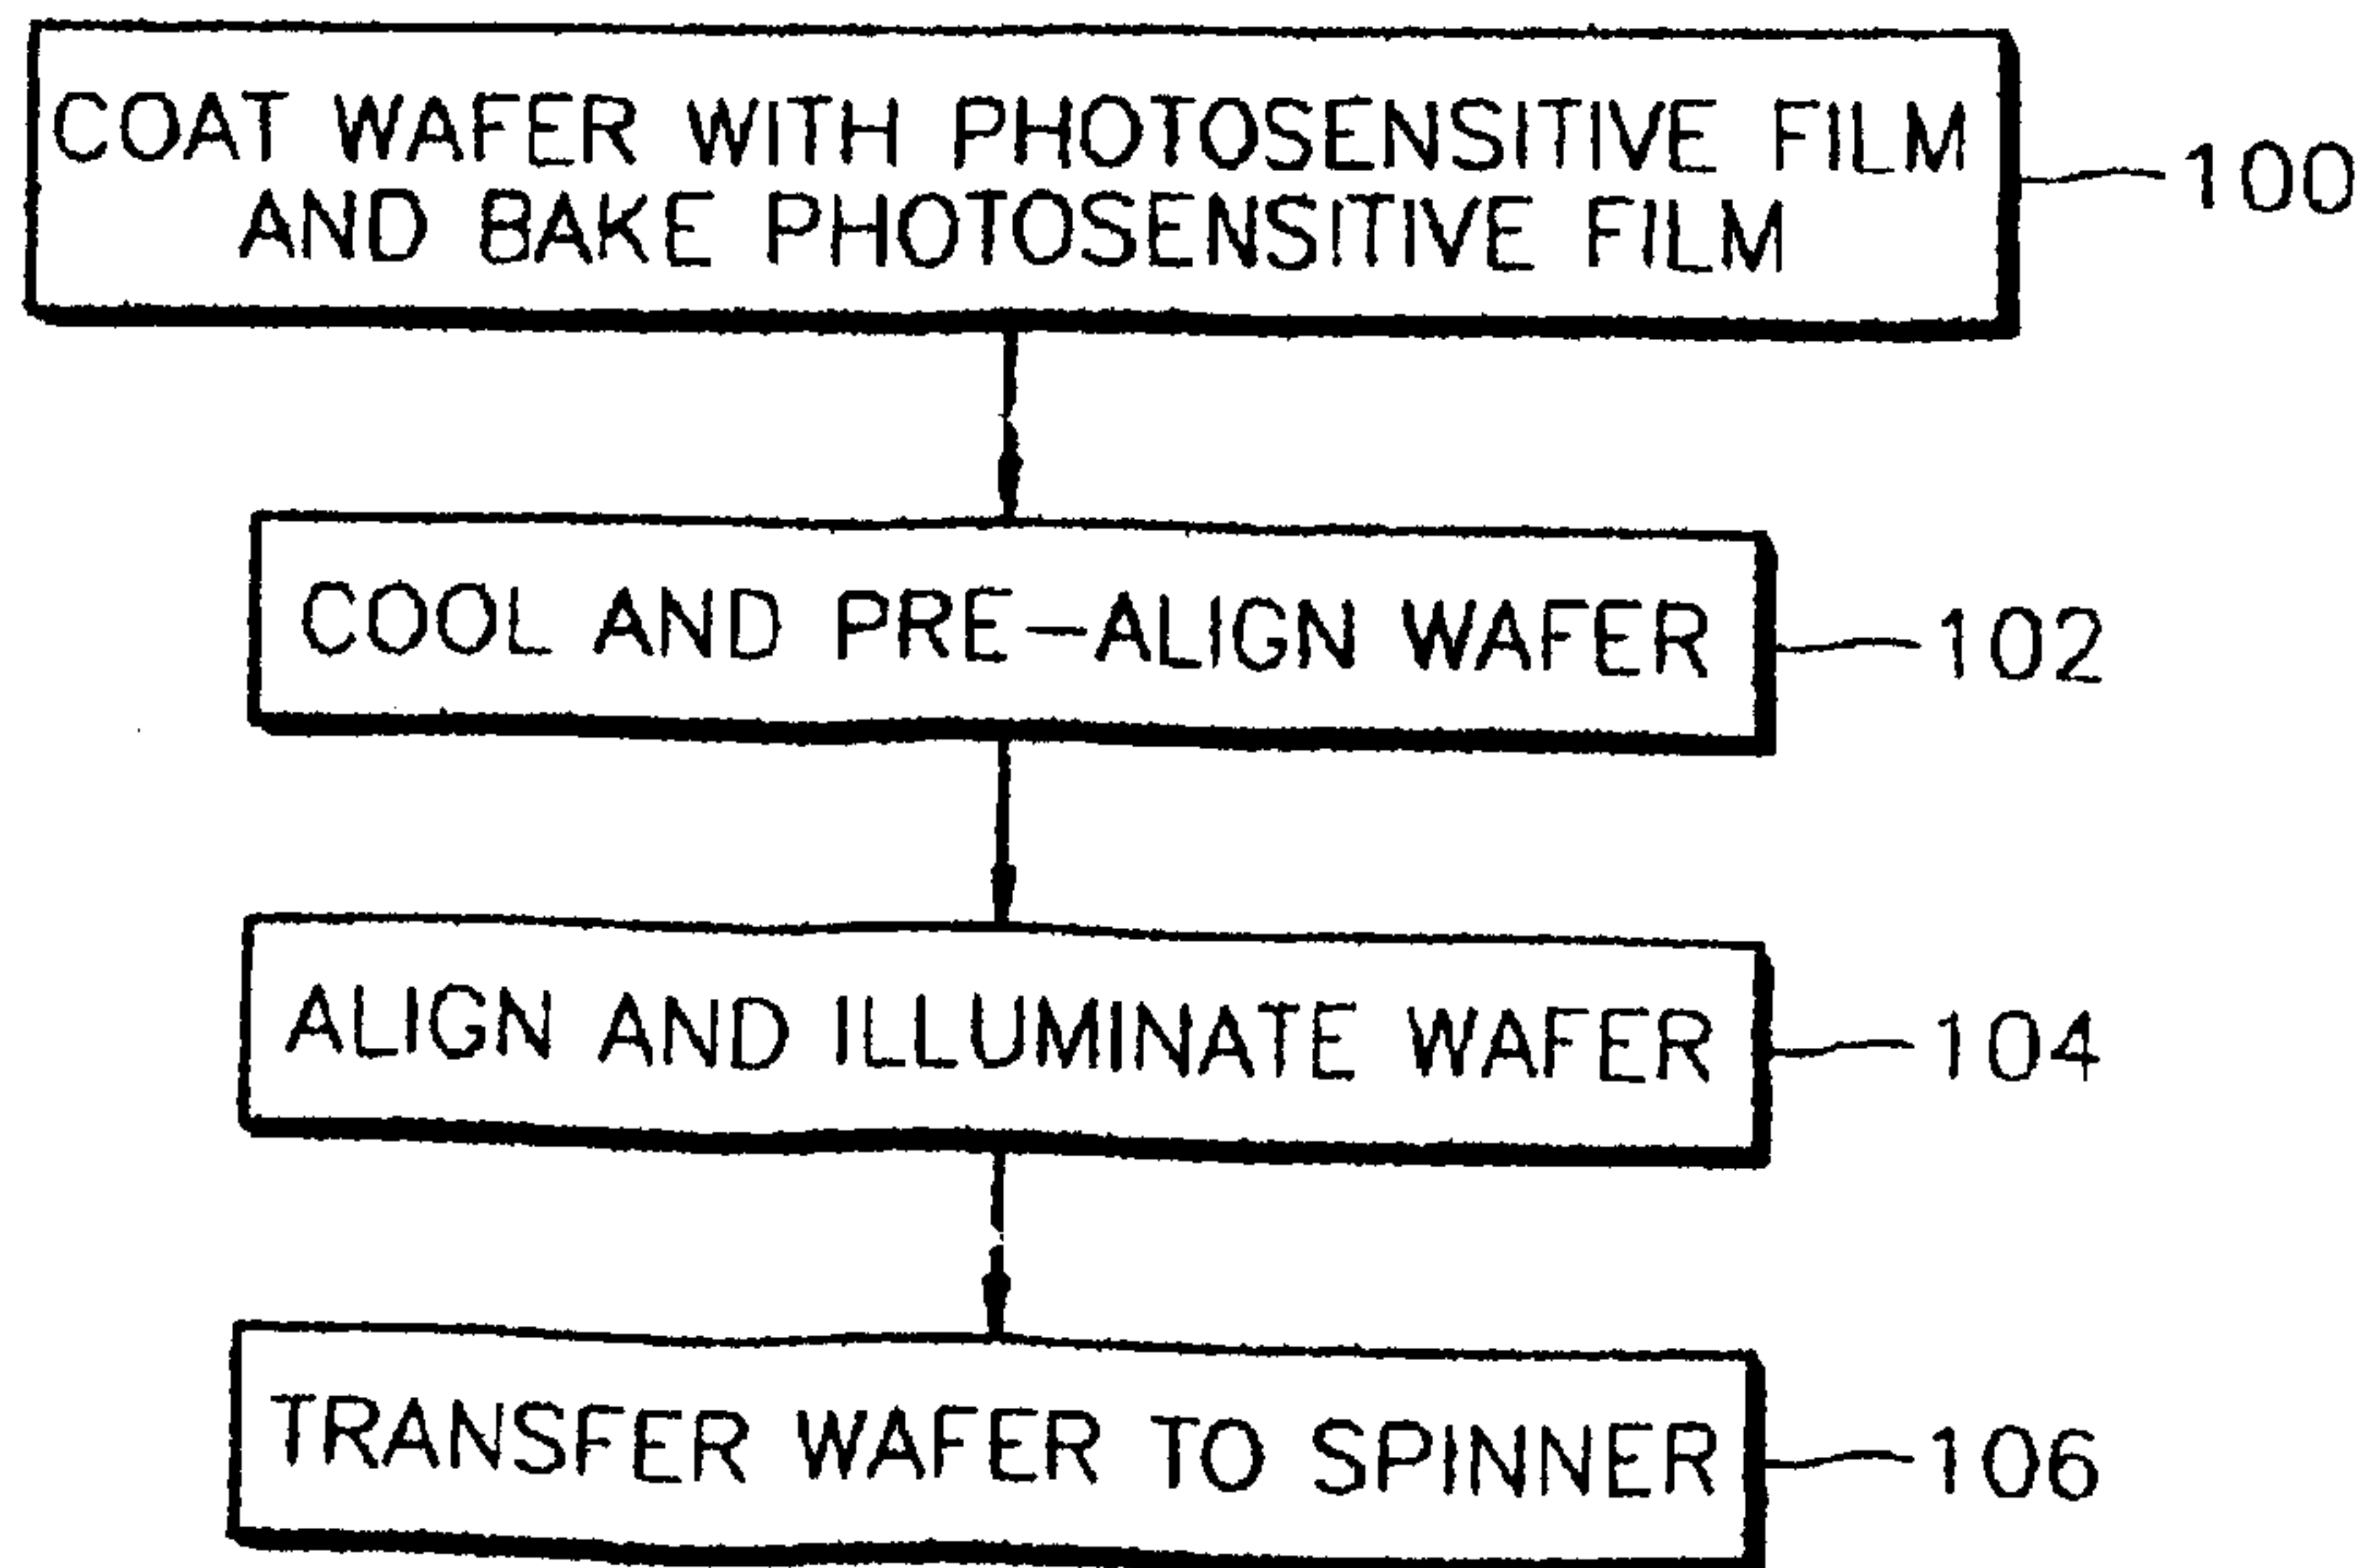 COAT WAFER WITH PHOTOSENSITIVE FILM
AND BAKE PHOTOSENSITIVE FILM
100
COOL AND PRE-ALIGN WAFER
102
ALIGN AND ILLUMINATE WAFER
104
TRANSFER WAFER TO SPINNER
106